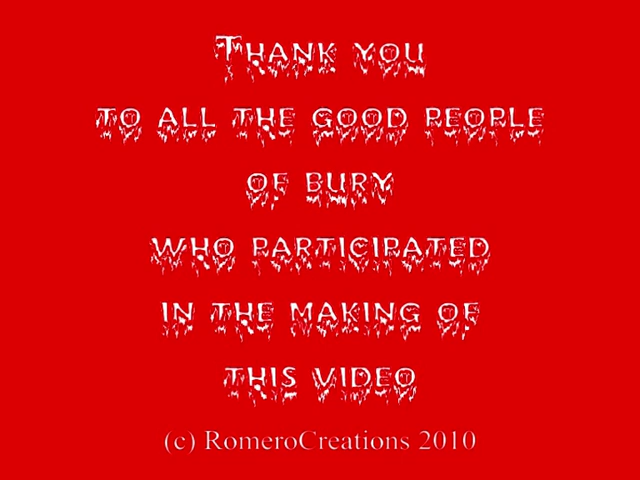 Thank you
to all the good people
of bury
who participated
in the making of
this video
(c) RomeroCreations 2010